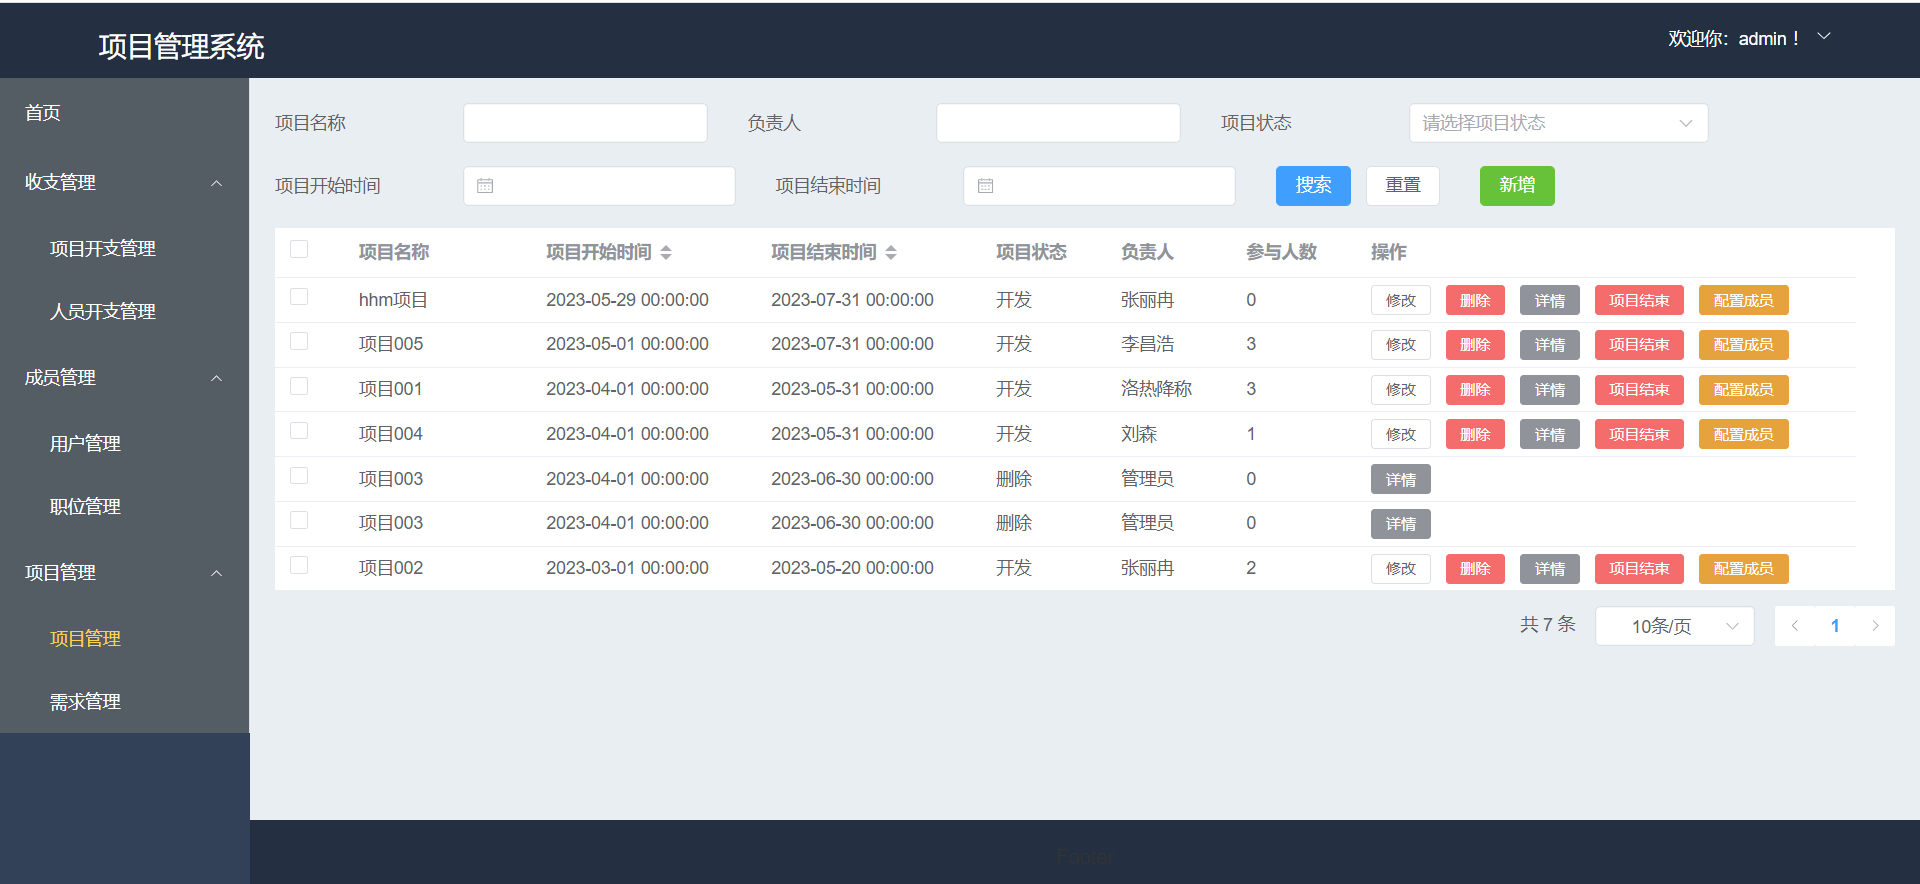 项目管理系统
欢迎你：admin！
首页
收支管理
项目开支管理
人员开支管理
成员管理
用户管理
职位管理
项目管理
项目管理
需求管理
项目名称 负责人 项目状态 请选择项目状态
项目开始时间 项目结束时间 搜索 重置 新增
项目名称 项目开始时间 项目结束时间 项目状态 负责人 参与人数 操作
hhm项目 2023-05-29 00:00:00 2023-07-31 00:00:00 开发 张丽冉 0 修改 删除 详情 项目结束 配置成员
项目005 2023-05-01 00:00:00 2023-07-31 00:00:00 开发 李昌浩 3 修改 删除 详情 项目结束 配置成员
项目001 2023-04-01 00:00:00 2023-05-31 00:00:00 开发 洛热降称 3 修改 删除 详情 项目结束 配置成员
项目004 2023-04-01 00:00:00 2023-05-31 00:00:00 开发 刘森 1 修改 删除 详情 项目结束 配置成员
项目003 2023-04-01 00:00:00 2023-06-30 00:00:00 删除 管理员 0 详情
项目003 2023-04-01 00:00:00 2023-06-30 00:00:00 删除 管理员 0 详情
项目002 2023-03-01 00:00:00 2023-05-20 00:00:00 开发 张丽冉 2 修改 删除 详情 项目结束 配置成员
共 7 条 10条/页 1
Footer